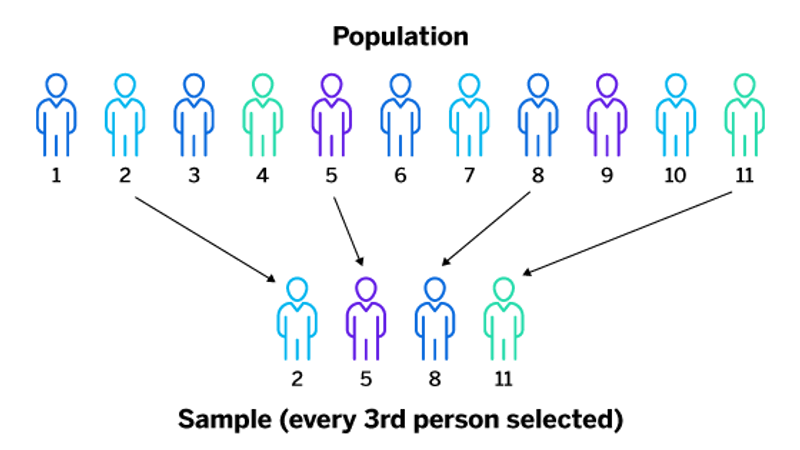 Population
1 2 3 4 5 6 7 8 9 10 11
2 5 8 11
Sample (every 3rd person selected)